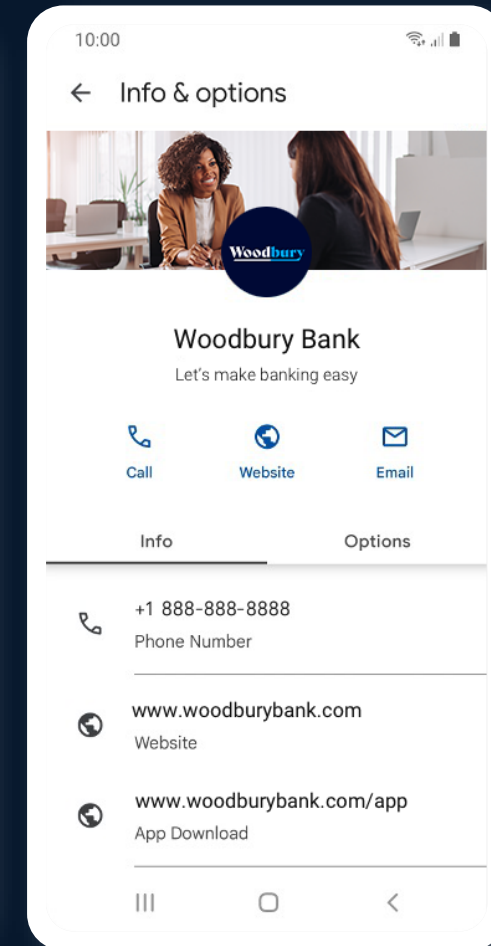 10:00
Info & options
Woodbury
Woodbury Bank
Let's make banking easy
Call Website Email
Info Options
+1 888-888-8888
Phone Number
www.woodburybank.com
Website
www.woodburybank.com/app
App Download